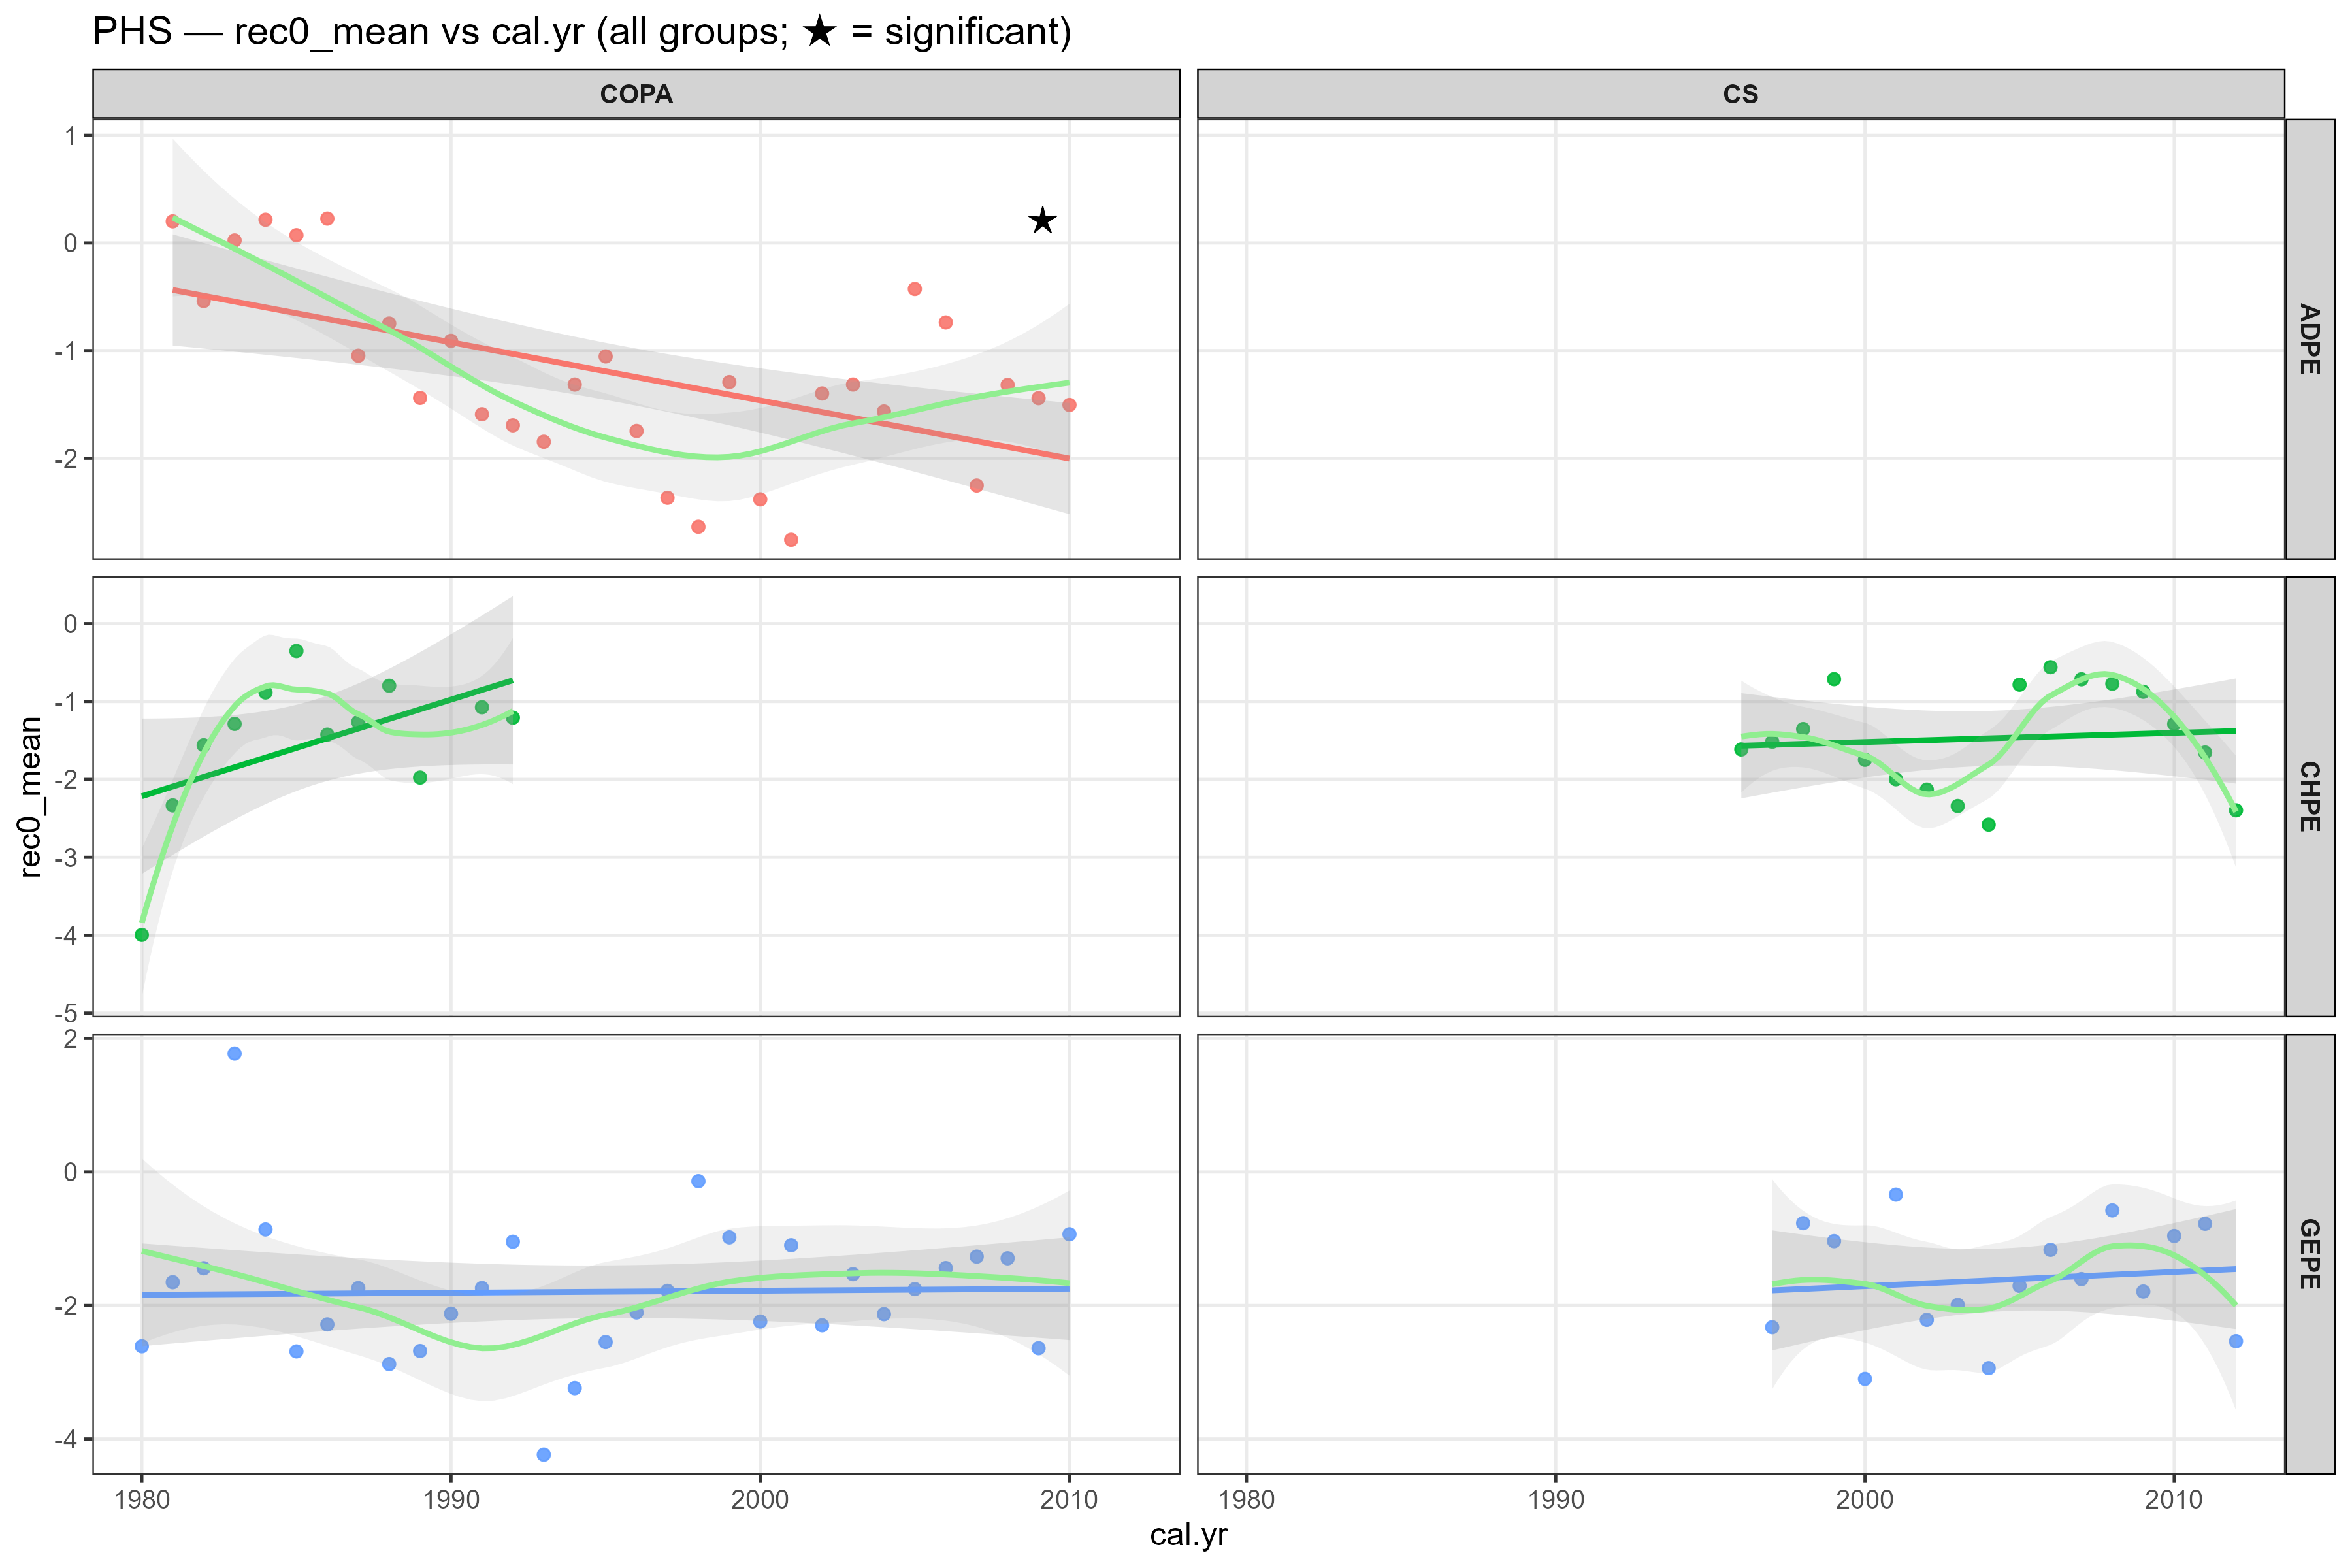 PHS — rec0_mean vs cal.yr (all groups; ★ = significant)
COPA
CS
1
0
-1
-2
ADPE
★
0
-1
-2
-3
-4
-5
CHPE
rec0_mean
2
0
-2
-4
GEPE
1980
1990
2000
2010
1980
1990
2000
2010
cal.yr